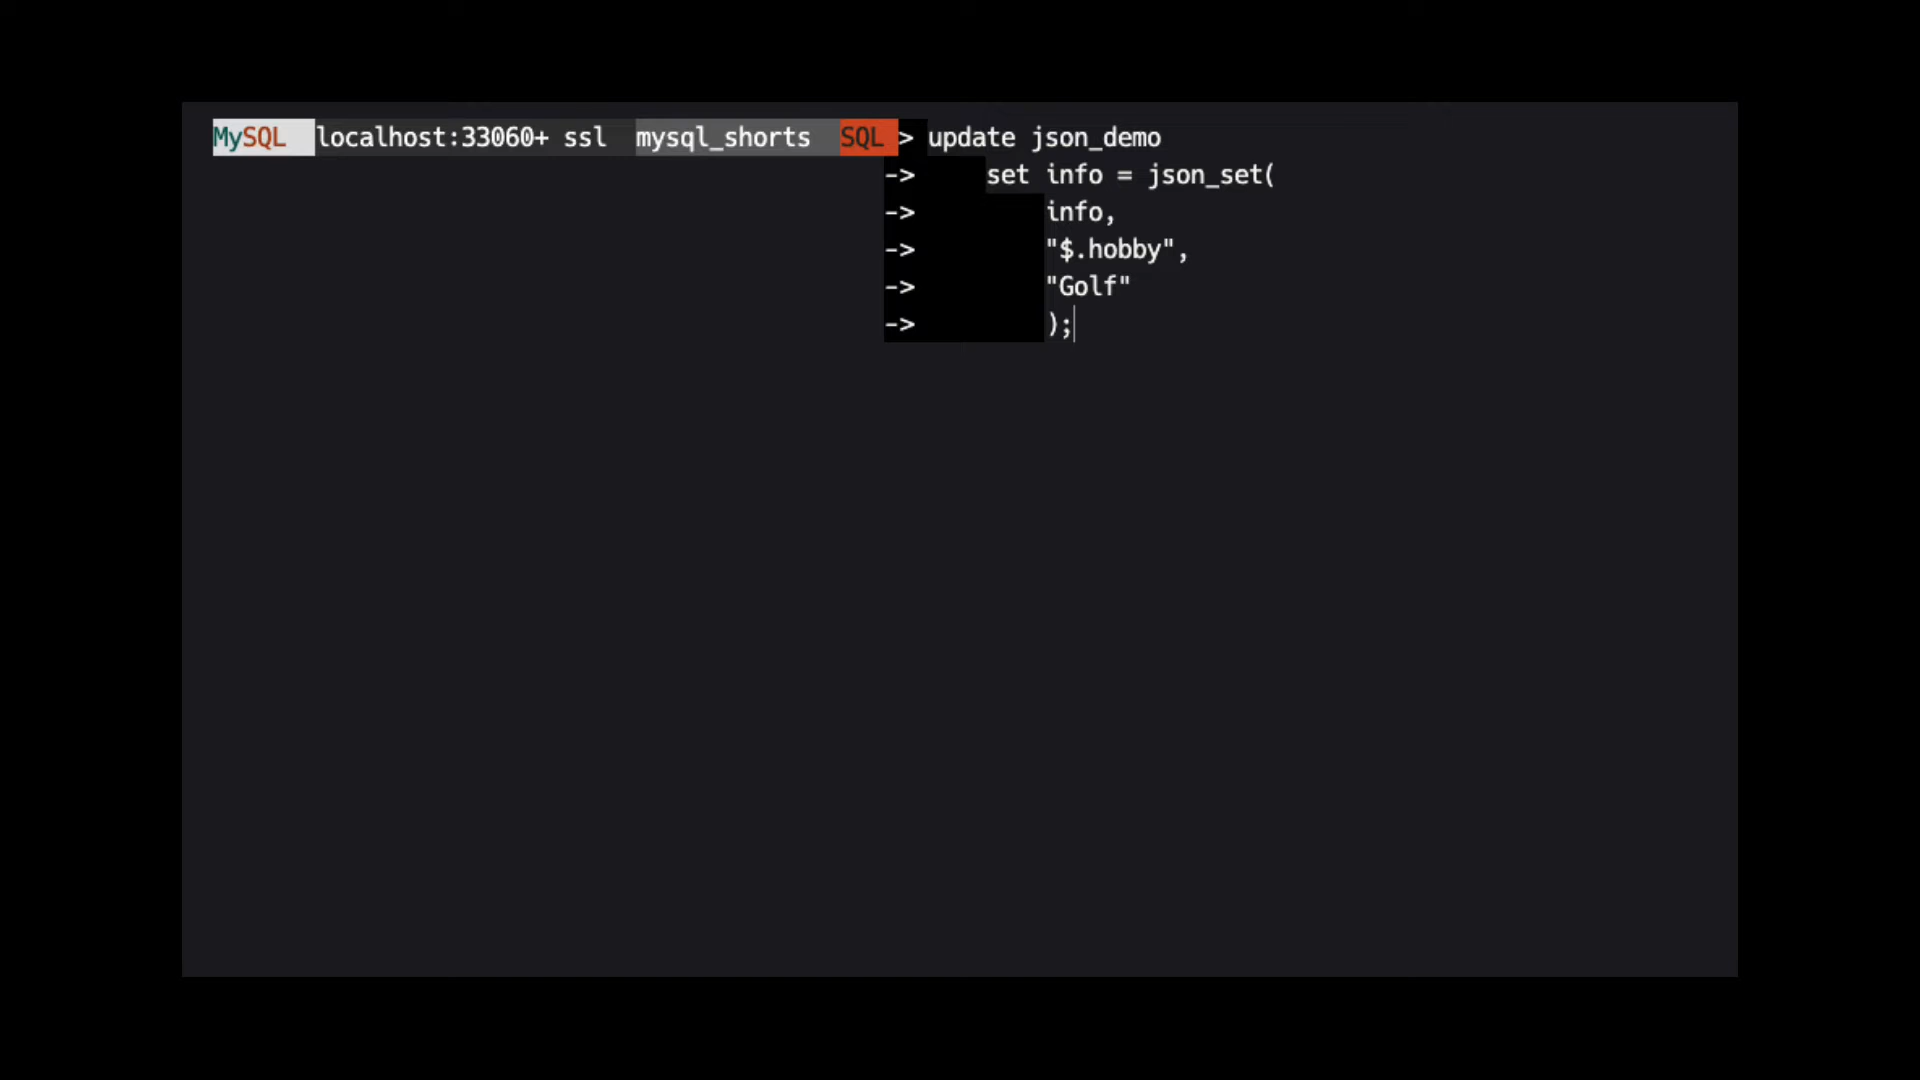 MySQL localhost:33060+ ssl mysql_shorts SQL > update json_demo
-> set info = json_set(
-> info,
-> "$.hobby",
-> "Golf"
-> );